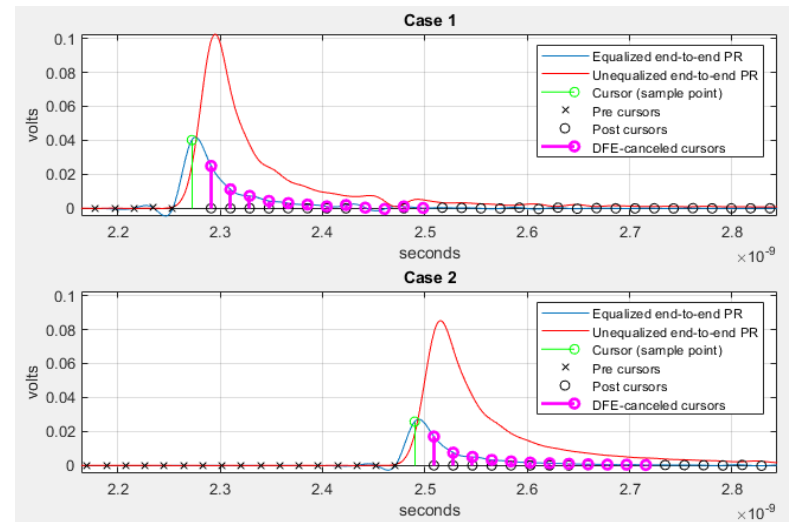 Case 1
0.1
0.08
0.06
0.04
0.02
0
volts
Equalized end-to-end PR
Unequalized end-to-end PR
Cursor (sample point)
Pre cursors
Post cursors
DFE-canceled cursors
2.2 2.3 2.4 2.5 2.6 2.7 2.8
seconds
×10⁻⁹
Case 2
0.1
0.08
0.06
0.04
0.02
0
volts
Equalized end-to-end PR
Unequalized end-to-end PR
Cursor (sample point)
Pre cursors
Post cursors
DFE-canceled cursors
2.2 2.3 2.4 2.5 2.6 2.7 2.8
seconds
×10⁻⁹